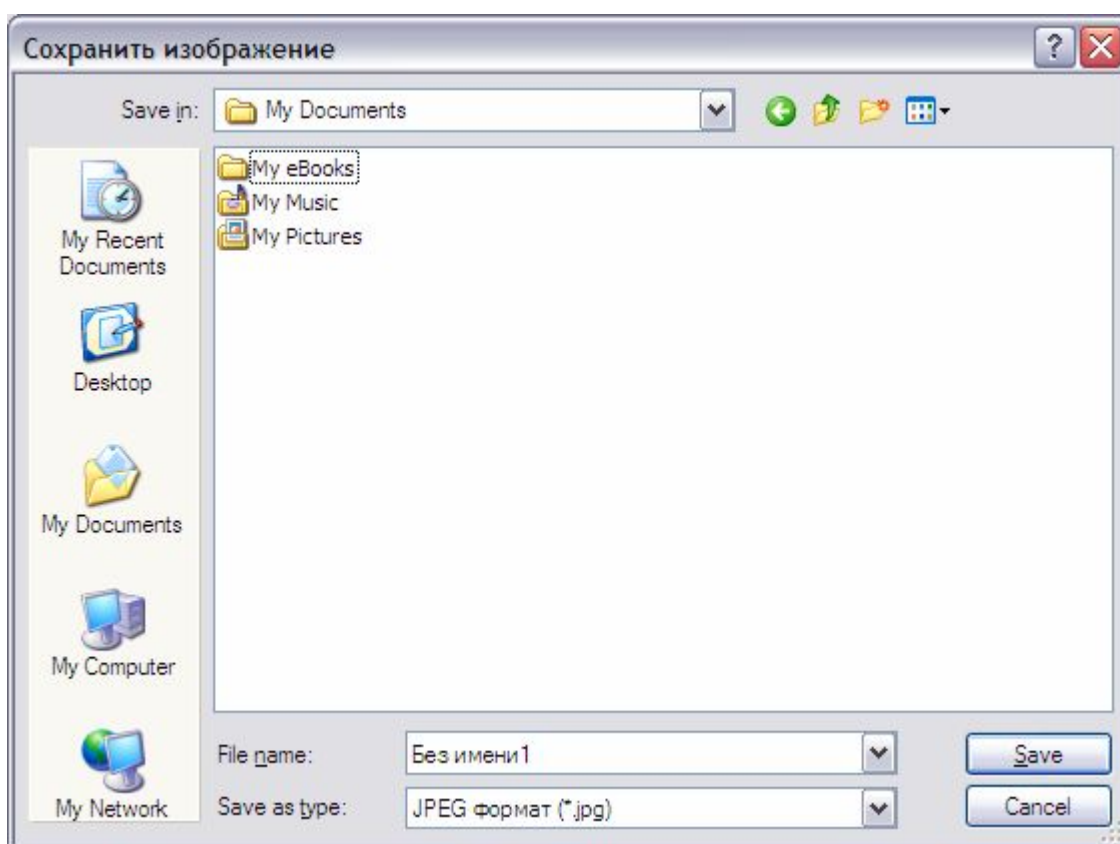 Сохранить изображение
Save in:
My Documents
My eBooks
My Music
My Pictures
My Recent
Documents
Desktop
My Documents
My Computer
My Network
File name:
Без имени1
Save
Save as type:
JPEG формат (*.jpg)
Cancel